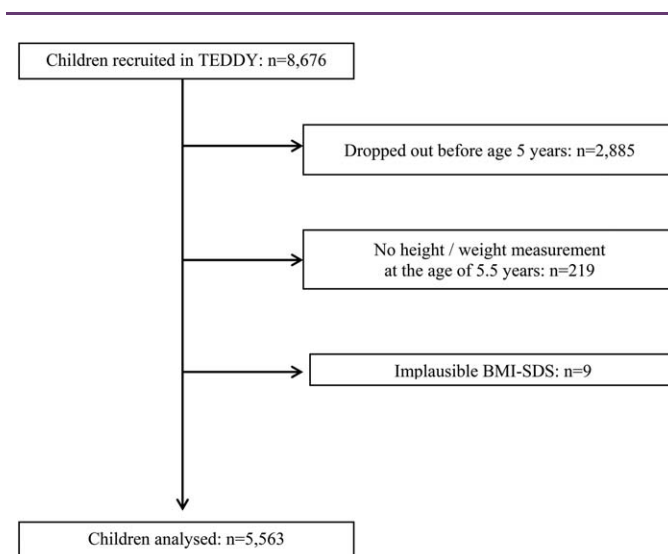 Children recruited in TEDDY: n=8,676
Dropped out before age 5 years: n=2,885
No height / weight measurement
at the age of 5.5 years: n=219
Implausible BMI-SDS: n=9
Children analysed: n=5,563